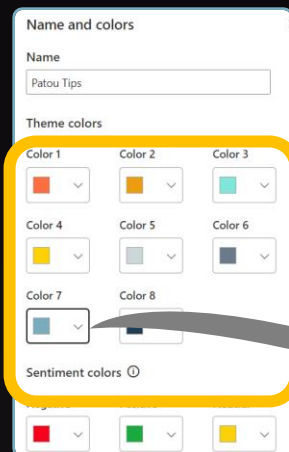 Name and colors
Name
Patou Tips
Theme colors
Color 1 Color 2 Color 3
Color 4 Color 5 Color 6
Color 7 Color 8
Sentiment colors ⓘ